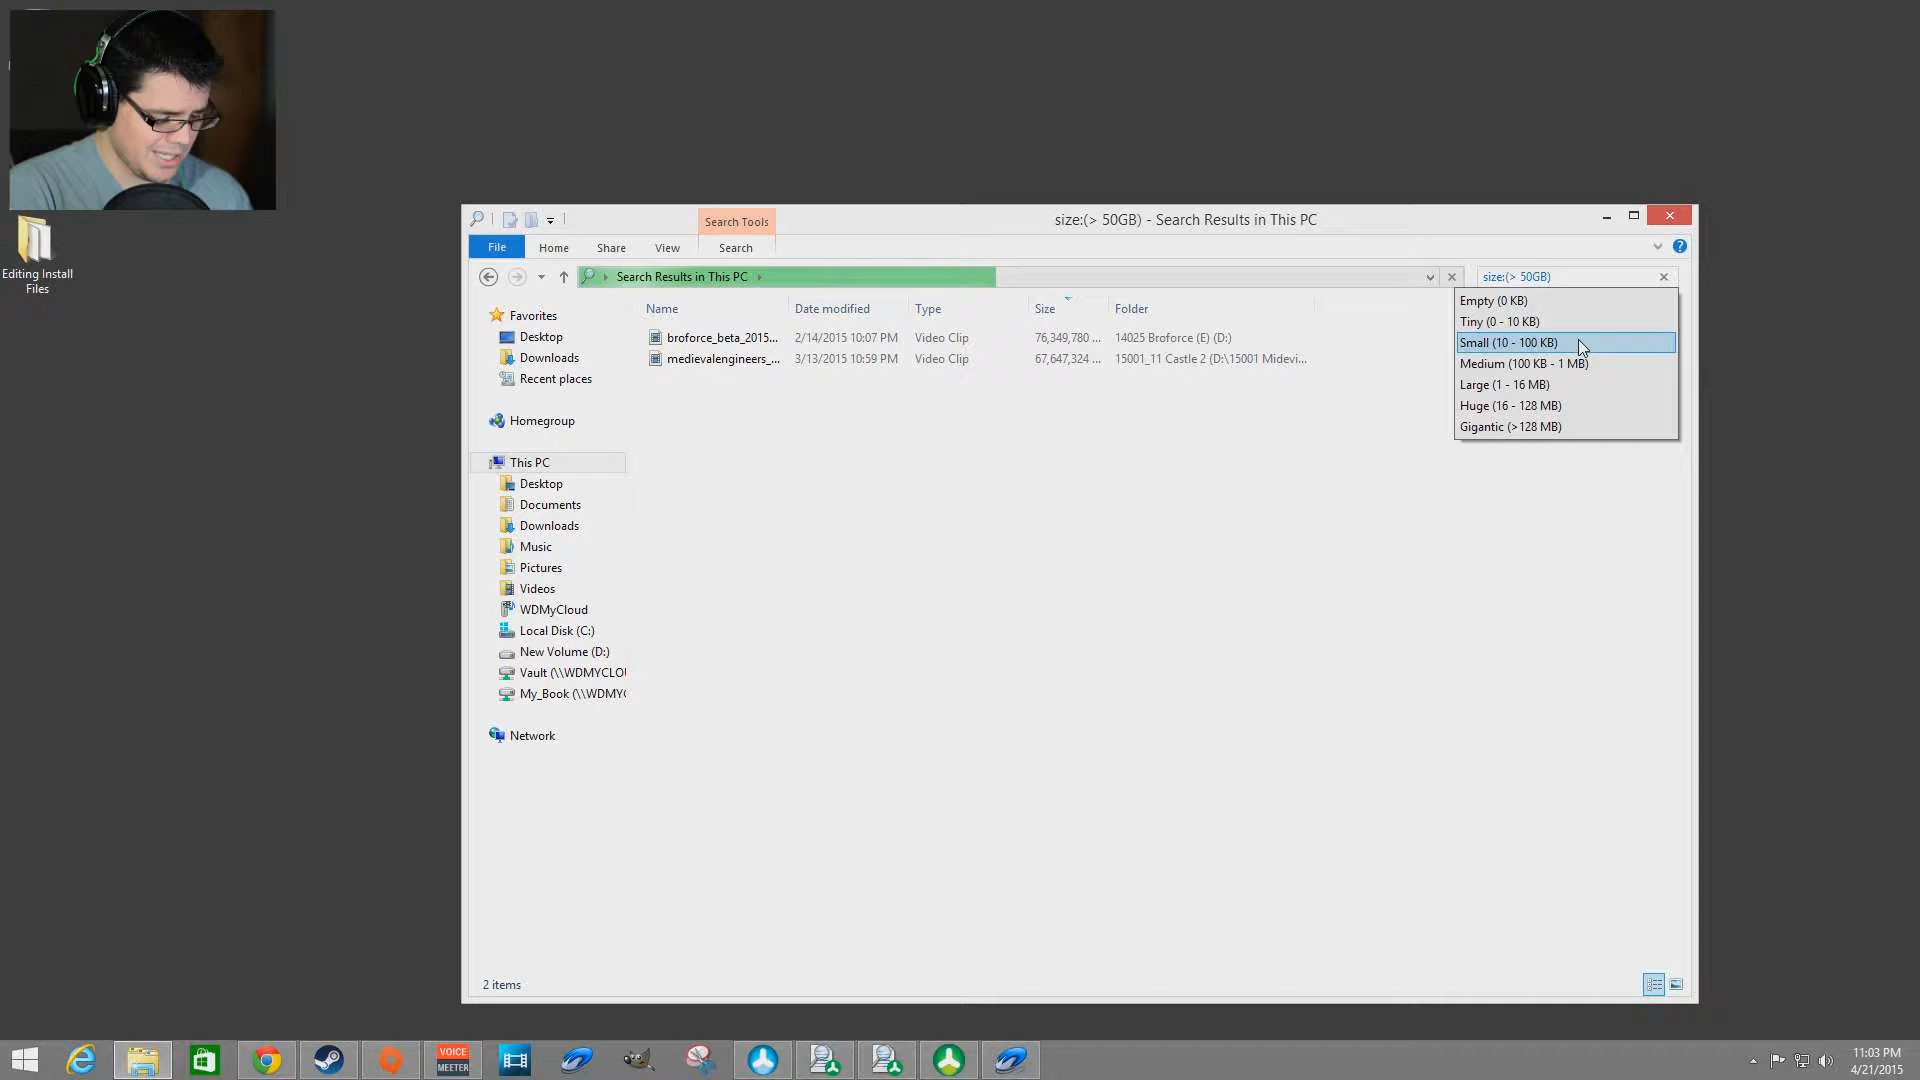 Editing Install
Files
size:(> 50GB) - Search Results in This PC
Search Tools
File Home Share View Search
Search Results in This PC
size:(> 50GB)
Empty (0 KB)
Tiny (0 - 10 KB)
Small (10 - 100 KB)
Medium (100 KB - 1 MB)
Large (1 - 16 MB)
Huge (16 - 128 MB)
Gigantic (>128 MB)
Name Date modified Type Size Folder
broforce_beta_2015... 2/14/2015 10:07 PM Video Clip 76,349,780 ... 14025 Broforce (E) (D:)
medievalengineers_... 3/13/2015 10:59 PM Video Clip 67,647,324 ... 15001_11 Castle 2 (D:\15001 Midevi...
Favorites
Desktop
Downloads
Recent places
Homegroup
This PC
Desktop
Documents
Downloads
Music
Pictures
Videos
WDMyCloud
Local Disk (C:)
New Volume (D:)
Vault (\\WDMYCLOU
My_Book (\\WDMYC
Network
2 items
VOICE
MEETER
11:03 PM
4/21/2015